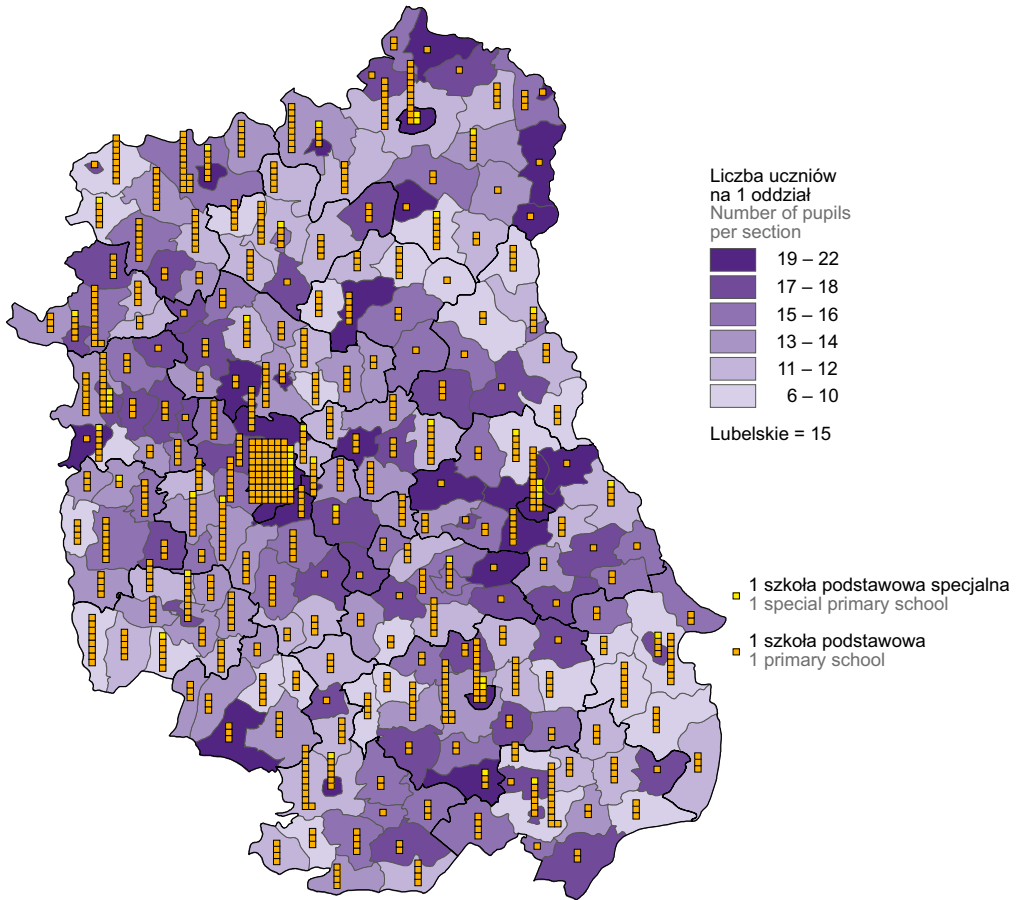 Liczba uczniów
na 1 oddział
Number of pupils
per section
19 – 22
17 – 18
15 – 16
13 – 14
11 – 12
6 – 10
Lubelskie = 15
1 szkoła podstawowa specjalna
1 special primary school
1 szkoła podstawowa
1 primary school